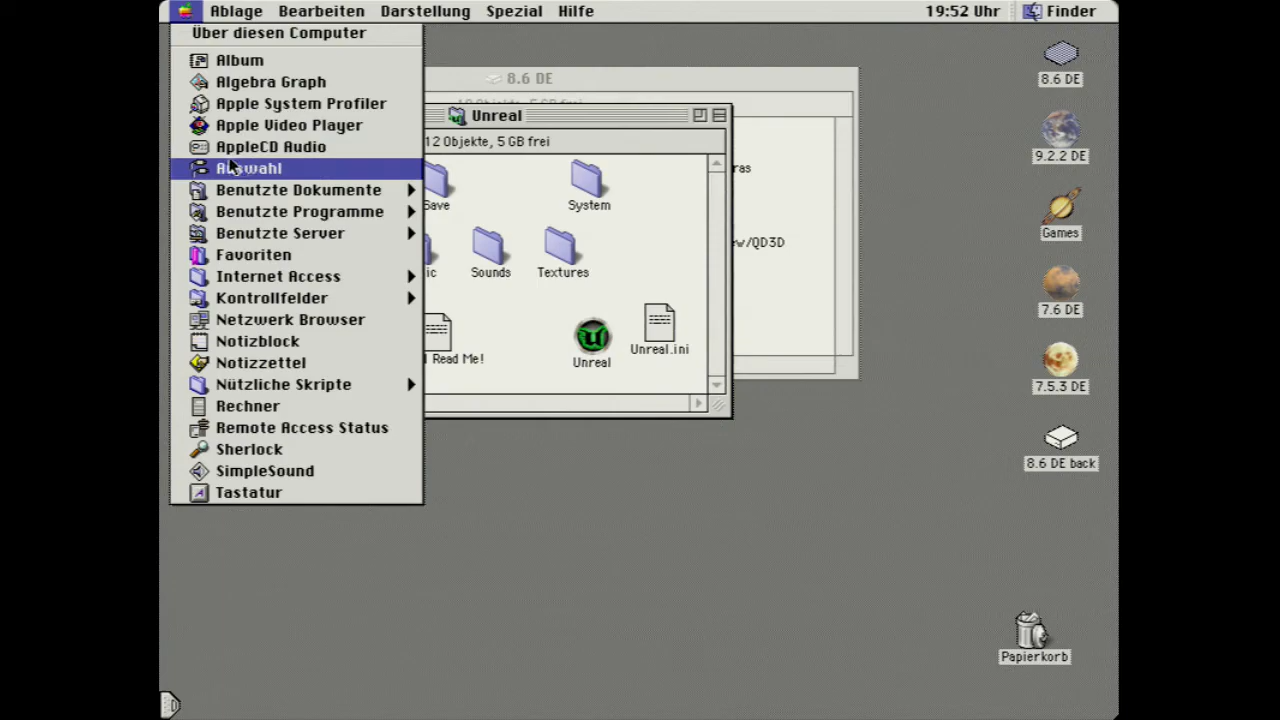 Ablage Bearbeiten Darstellung Spezial Hilfe 19:52 Uhr Finder
Über diesen Computer
Album
Algebra Graph
Apple System Profiler
Apple Video Player
AppleCD Audio
Auswahl
Benutzte Dokumente
Benutzte Programme
Benutzte Server
Favoriten
Internet Access
Kontrollfelder
Netzwerk Browser
Notizblock
Notizzettel
Nützliche Skripte
Rechner
Remote Access Status
Sherlock
SimpleSound
Tastatur
8.6 DE
Unreal
12 Objekte, 5 GB frei
Save
System
ic
Sounds
Textures
Read Me!
Unreal
Unreal.ini
ras
ew/QD3D
8.6 DE
9.2.2 DE
Games
7.6 DE
7.5.3 DE
8.6 DE back
Papierkorb